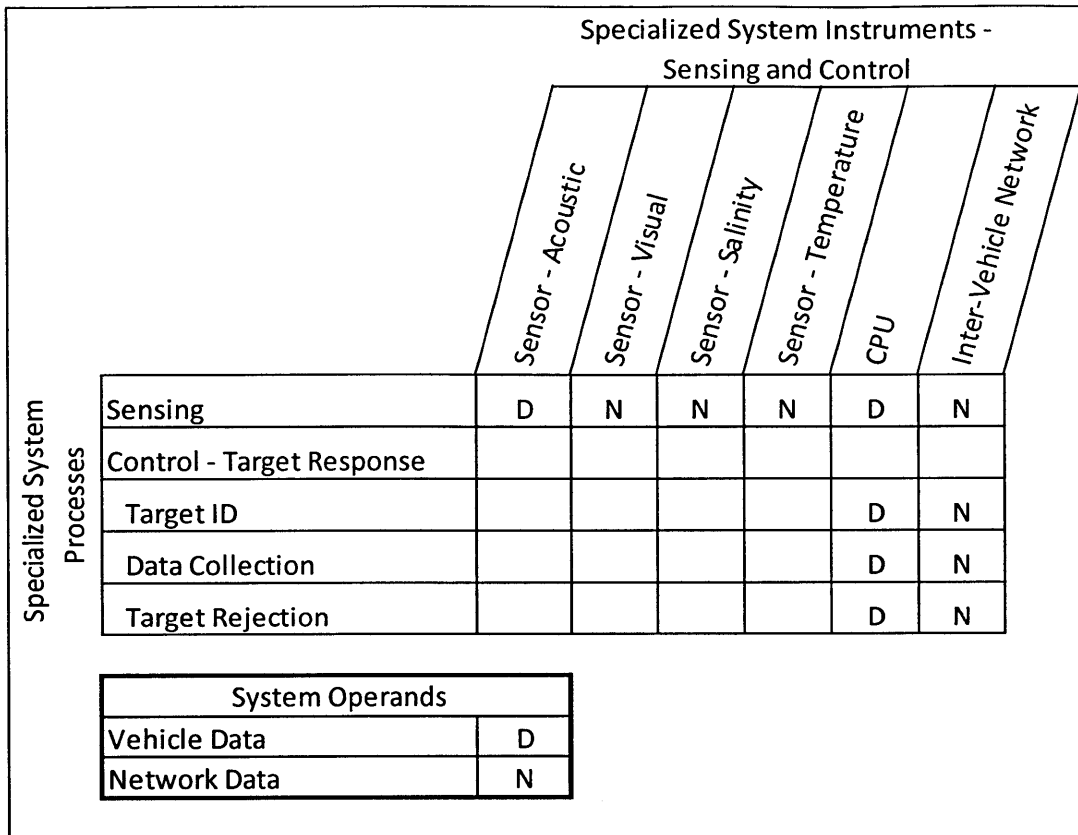 Specialized System Instruments -
Sensing and Control
Sensor - Acoustic
Sensor - Visual
Sensor - Salinity
Sensor - Temperature
CPU
Inter-Vehicle Network
Specialized System
Processes
Sensing D N N N D N
Control - Target Response
Target ID D N
Data Collection D N
Target Rejection D N
System Operands
Vehicle Data D
Network Data N